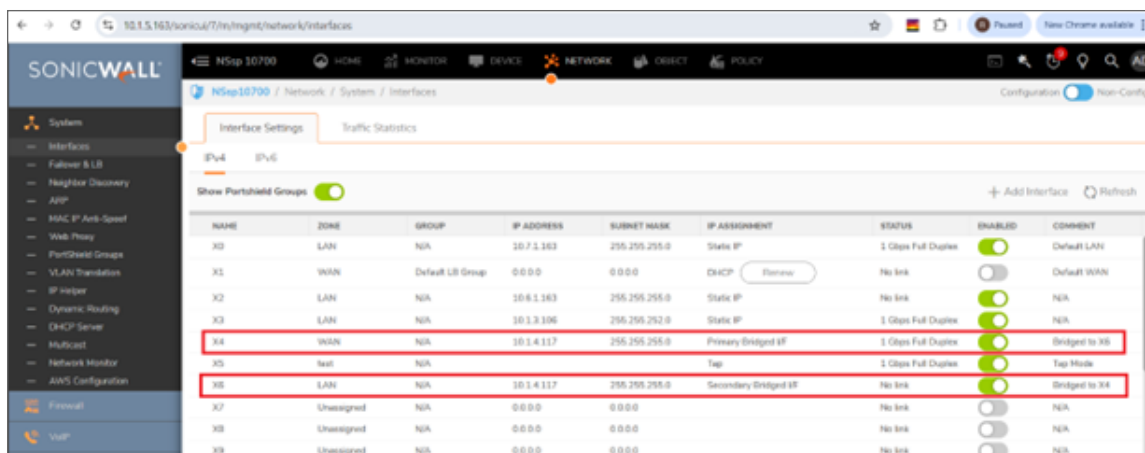 10.1.5.163/sonicui/7/m/mgmt/network/interfaces Paused New Chrome available
SONICWALL NSsp 10700 HOME MONITOR DEVICE NETWORK OBJECT POLICY
NSsp10700 / Network / System / Interfaces Configuration Non-Config
System
Interfaces
Failover & LB
Neighbor Discovery
ARP
MAC IP Anti-Spoof
Web Proxy
PortShield Groups
VLAN Translation
IP Helper
Dynamic Routing
DHCP Server
Multicast
Network Monitor
AWS Configuration
Firewall
VoIP
Interface Settings Traffic Statistics
IPv4 IPv6
Show Portshield Groups + Add Interface Refresh
NAME ZONE GROUP IP ADDRESS SUBNET MASK IP ASSIGNMENT STATUS ENABLED COMMENT
X0 LAN N/A 10.7.1.163 255.255.255.0 Static IP 1 Gbps Full Duplex Default LAN
X1 WAN Default LB Group 0.0.0.0 0.0.0.0 DHCP Renew No link Default WAN
X2 LAN N/A 10.6.1.163 255.255.255.0 Static IP No link N/A
X3 LAN N/A 10.1.3.106 255.255.252.0 Static IP 1 Gbps Full Duplex N/A
X4 WAN N/A 10.1.4.117 255.255.255.0 Primary Bridged I/F 1 Gbps Full Duplex Bridged to X6
X5 N/A Tap 1 Gbps Full Duplex Tap Mode
X6 LAN N/A 10.1.4.117 255.255.255.0 Secondary Bridged I/F No link Bridged to X4
X7 Unassigned N/A 0.0.0.0 0.0.0.0 No link N/A
X8 Unassigned N/A 0.0.0.0 0.0.0.0 No link N/A
X9 Unassigned N/A 0.0.0.0 0.0.0.0 No link N/A